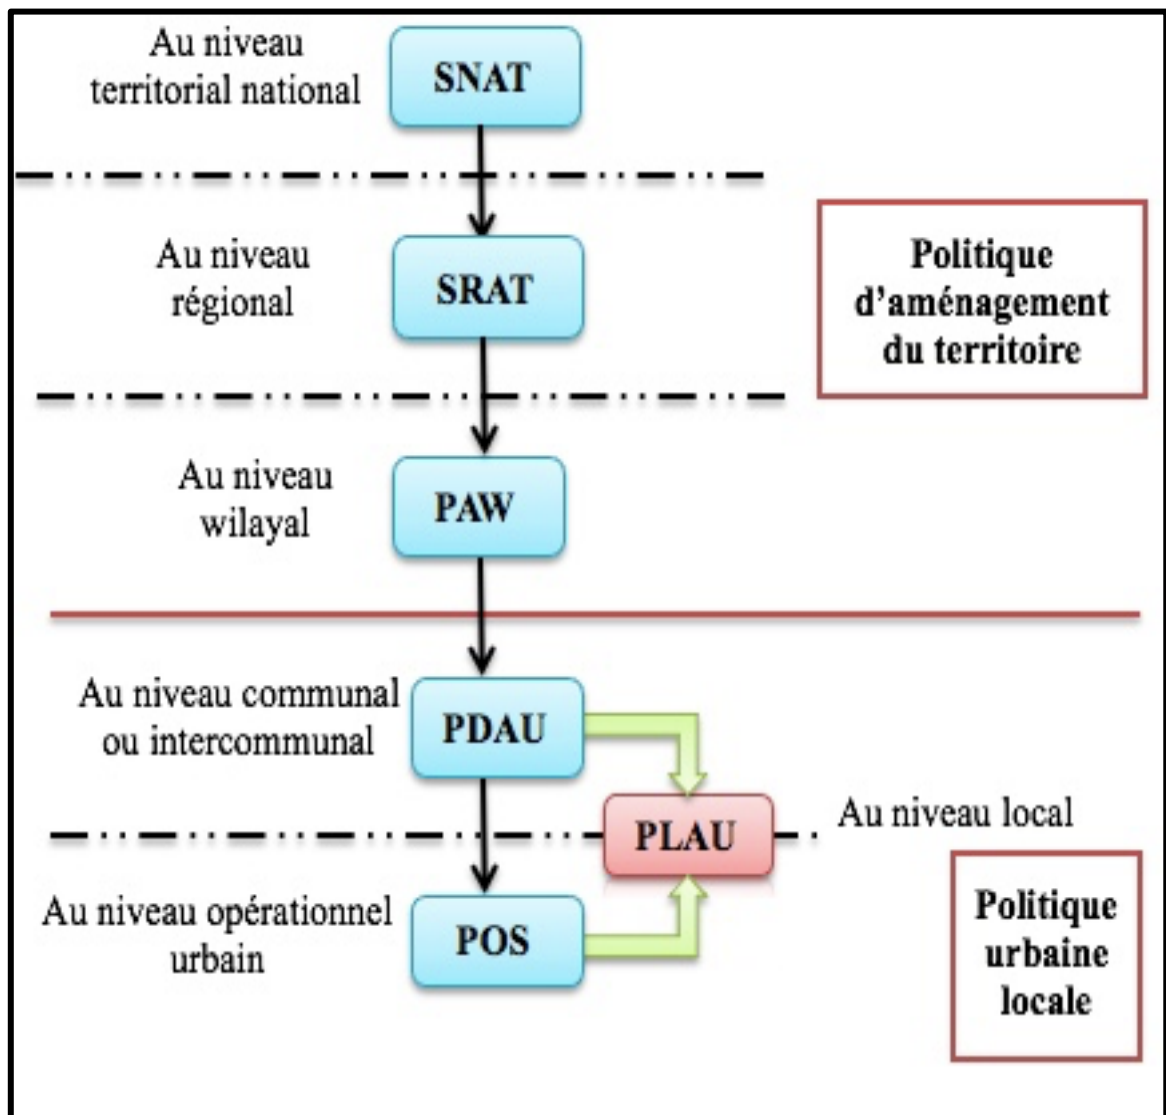 Au niveau
territorial national
SNAT
Au niveau
régional
SRAT
Politique
d'aménagement
du territoire
Au niveau
wilayal
PAW
Au niveau communal
ou intercommunal
PDAU
PLAU
Au niveau local
Au niveau opérationnel
urbain
POS
Politique
urbaine
locale